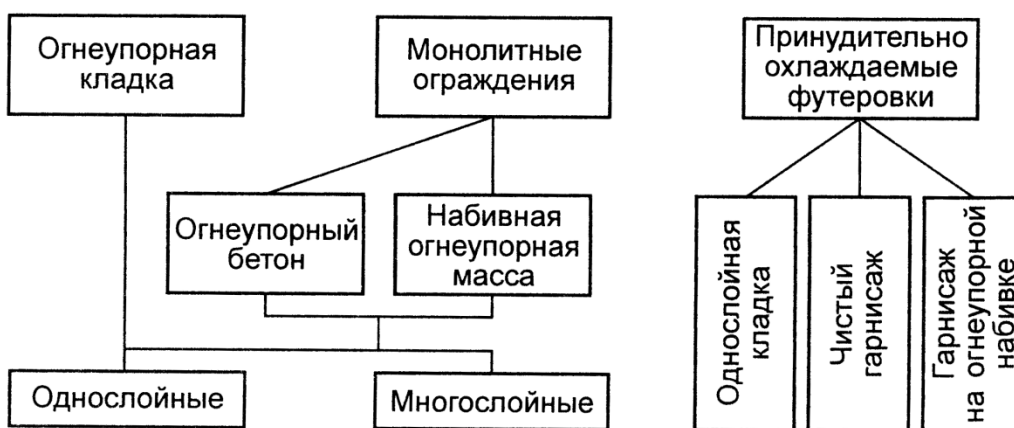 Огнеупорная
кладка
Монолитные
ограждения
Принудительно
охлаждаемые
футеровки
Огнеупорный
бетон
Набивная
огнеупорная
масса
Однослойная
кладка
Чистый
гарнисаж
Гарнисаж
на огнеупорной
набивке
Однослойные
Многослойные